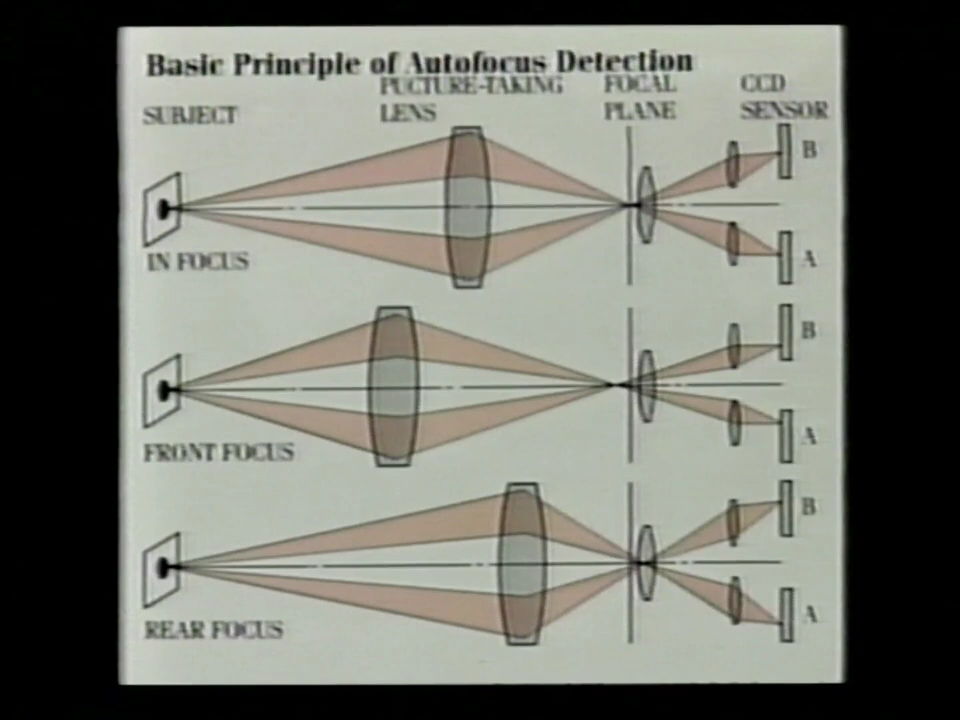 Basic Principle of Autofocus Detection
SUBJECT
PUCTURE-TAKING
LENS
FOCAL
PLANE
CCD
SENSOR
B
A
IN FOCUS
B
A
FRONT FOCUS
B
A
REAR FOCUS